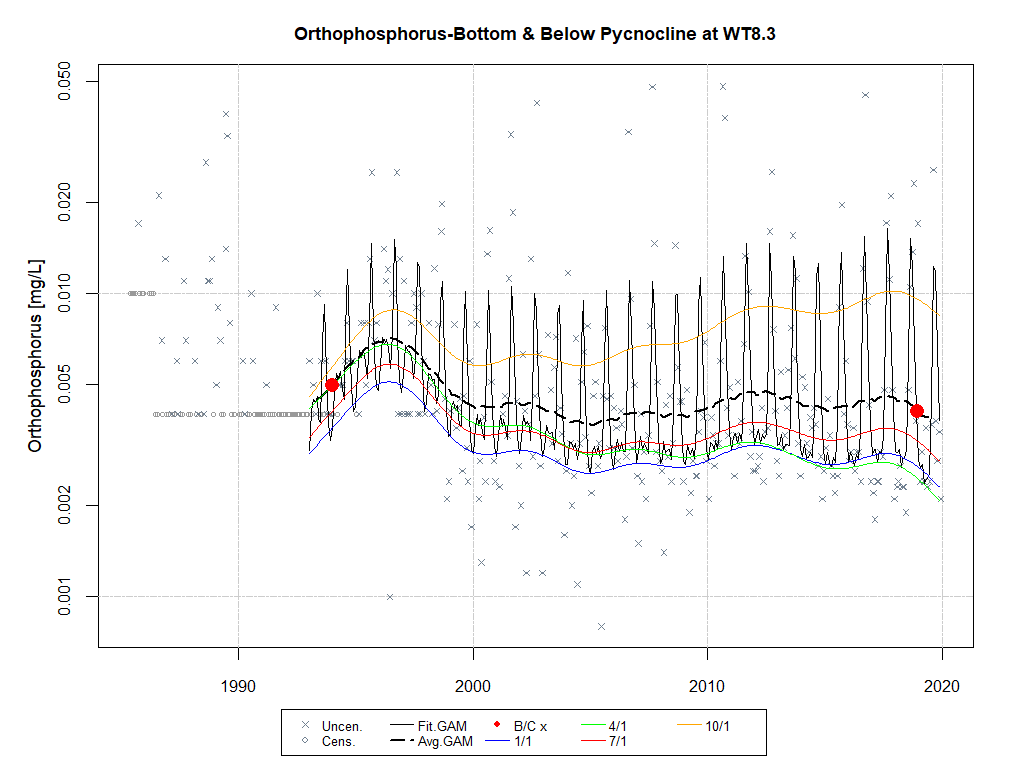 Orthophosphorus-Bottom & Below Pycnocline at WT8.3
Orthophosphorus [mg/L]
0.050
0.020
0.010
0.005
0.002
0.001
1990 2000 2010 2020
Uncen. Fit.GAM B/C x 4/1 10/1
Cens. Avg.GAM 1/1 7/1